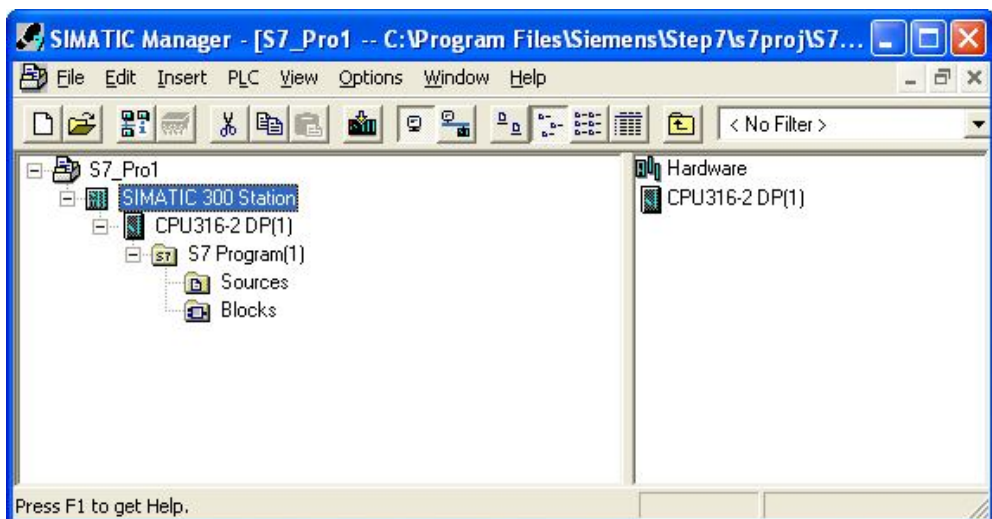 SIMATIC Manager - [S7_Pro1 -- C:\Program Files\Siemens\Step7\s7proj\S7...
File Edit Insert PLC View Options Window Help
< No Filter >
S7_Pro1
SIMATIC 300 Station
CPU316-2 DP(1)
S7 Program(1)
Sources
Blocks
Hardware
CPU316-2 DP(1)
Press F1 to get Help.